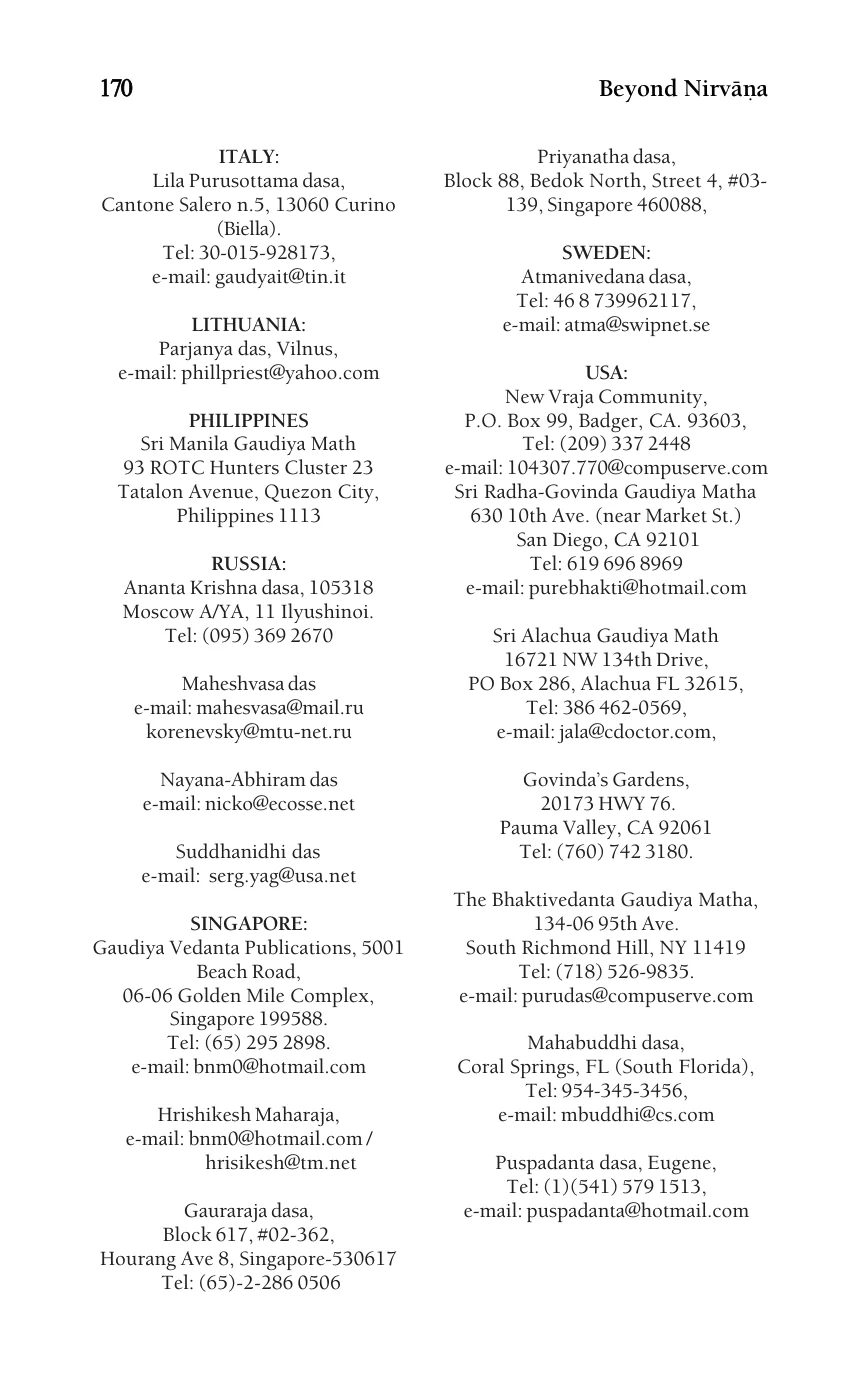 170
Beyond Nirvāṇa
ITALY:
Lila Purusottama dasa,
Cantone Salero n.5, 13060 Curino
(Biella).
Tel: 30-015-928173,
e-mail: gaudyait@tin.it
LITHUANIA:
Parjanya das, Vilnus,
e-mail: phillpriest@yahoo.com
PHILIPPINES
Sri Manila Gaudiya Math
93 ROTC Hunters Cluster 23
Tatalon Avenue, Quezon City,
Philippines 1113
RUSSIA:
Ananta Krishna dasa, 105318
Moscow A/YA, 11 Ilyushinoi.
Tel: (095) 369 2670
Maheshvasa das
e-mail: mahesvasa@mail.ru
korenevsky@mtu-net.ru
Nayana-Abhiram das
e-mail: nicko@ecosse.net
Suddhanidhi das
e-mail: serg.yag@usa.net
SINGAPORE:
Gaudiya Vedanta Publications, 5001
Beach Road,
06-06 Golden Mile Complex,
Singapore 199588.
Tel: (65) 295 2898.
e-mail: bnm0@hotmail.com
Hrishikesh Maharaja,
e-mail: bnm0@hotmail.com /
hrisikesh@tm.net
Gauraraja dasa,
Block 617, #02-362,
Hourang Ave 8, Singapore-530617
Tel: (65)-2-286 0506
Priyanatha dasa,
Block 88, Bedok North, Street 4, #03-
139, Singapore 460088,
SWEDEN:
Atmanivedana dasa,
Tel: 46 8 739962117,
e-mail: atma@swipnet.se
USA:
New Vraja Community,
P.O. Box 99, Badger, CA. 93603,
Tel: (209) 337 2448
e-mail: 104307.770@compuserve.com
Sri Radha-Govinda Gaudiya Matha
630 10th Ave. (near Market St.)
San Diego, CA 92101
Tel: 619 696 8969
e-mail: purebhakti@hotmail.com
Sri Alachua Gaudiya Math
16721 NW 134th Drive,
PO Box 286, Alachua FL 32615,
Tel: 386 462-0569,
e-mail: jala@cdoctor.com,
Govinda's Gardens,
20173 HWY 76.
Pauma Valley, CA 92061
Tel: (760) 742 3180.
The Bhaktivedanta Gaudiya Matha,
134-06 95th Ave.
South Richmond Hill, NY 11419
Tel: (718) 526-9835.
e-mail: purudas@compuserve.com
Mahabuddhi dasa,
Coral Springs, FL (South Florida),
Tel: 954-345-3456,
e-mail: mbuddhi@cs.com
Puspadanta dasa, Eugene,
Tel: (1)(541) 579 1513,
e-mail: puspadanta@hotmail.com